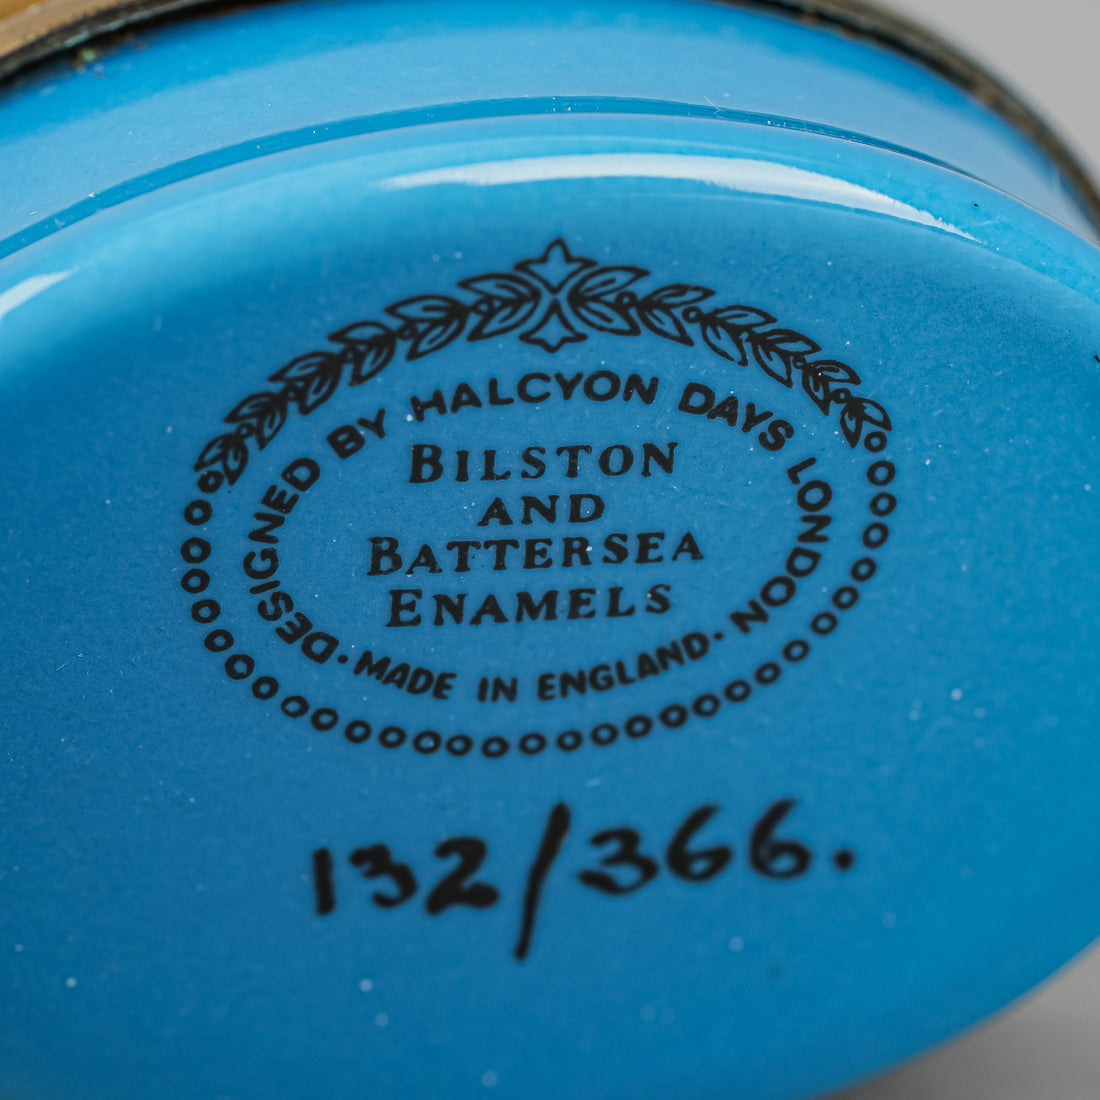 DESIGNED BY HALCYON DAYS LONDON
BILSTON
AND
BATTERSEA
ENAMELS
· MADE IN ENGLAND ·
132/366.